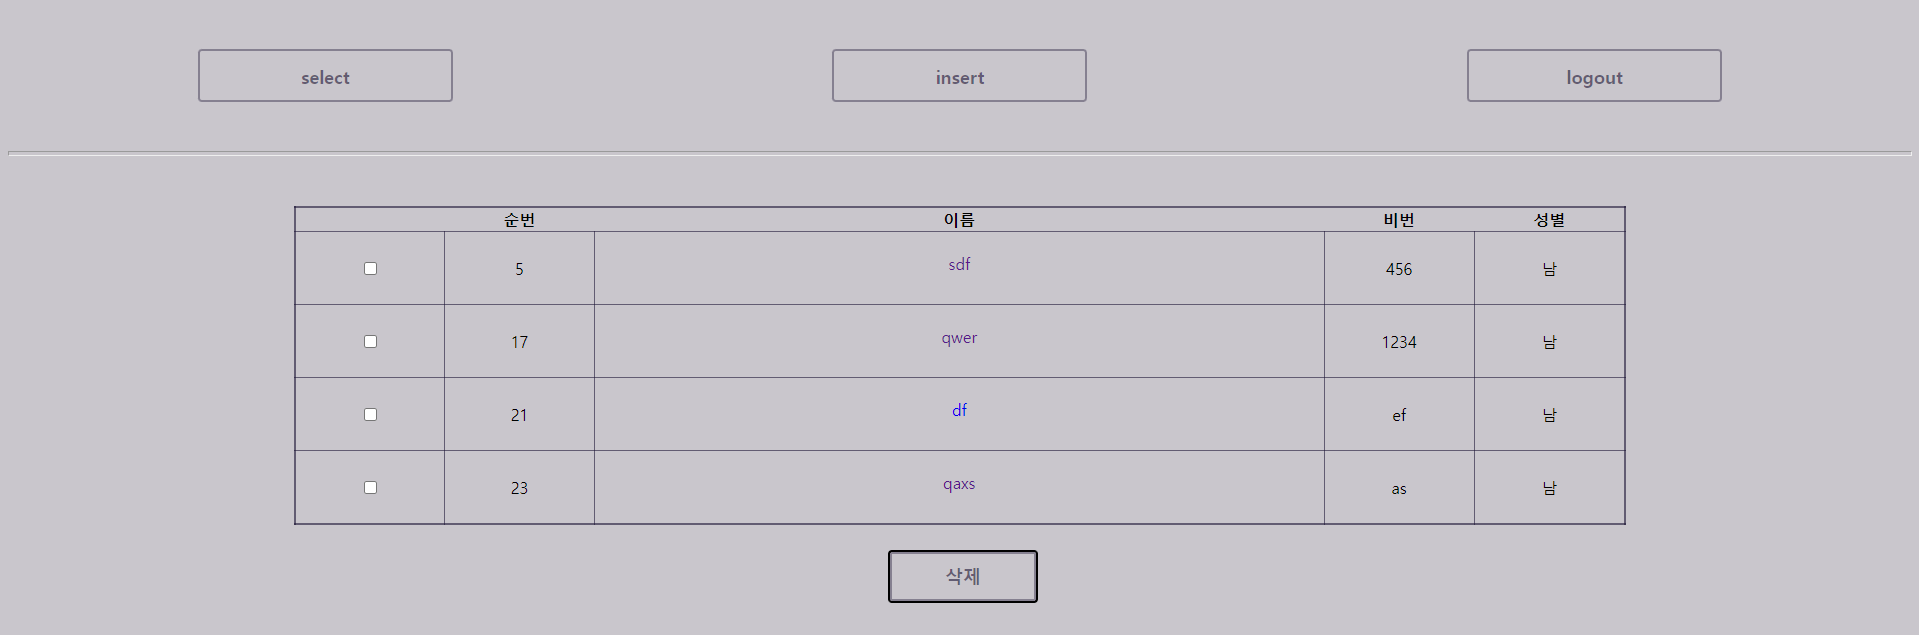 select insert logout
순번 이름 비번 성별
5 sdf 456 남
17 qwer 1234 남
21 df ef 남
23 qaxs as 남
삭제